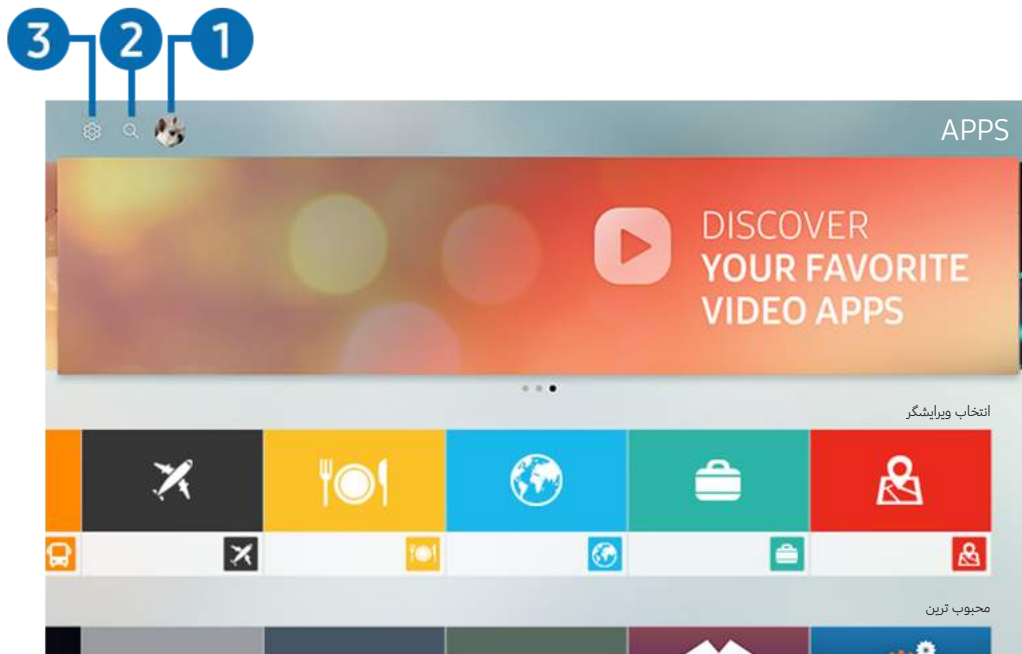 3 2 1
APPS
DISCOVER
YOUR FAVORITE
VIDEO APPS
انتخاب ویرایشگر
محبوب ترین